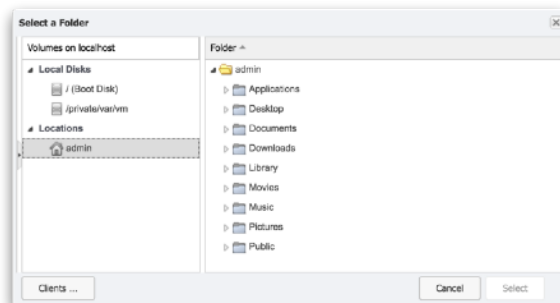 Select a Folder
Volumes on localhost
Local Disks
/ (Boot Disk)
/private/var/vm
Locations
admin
Folder
admin
Applications
Desktop
Documents
Downloads
Library
Movies
Music
Pictures
Public
Clients ...
Cancel
Select